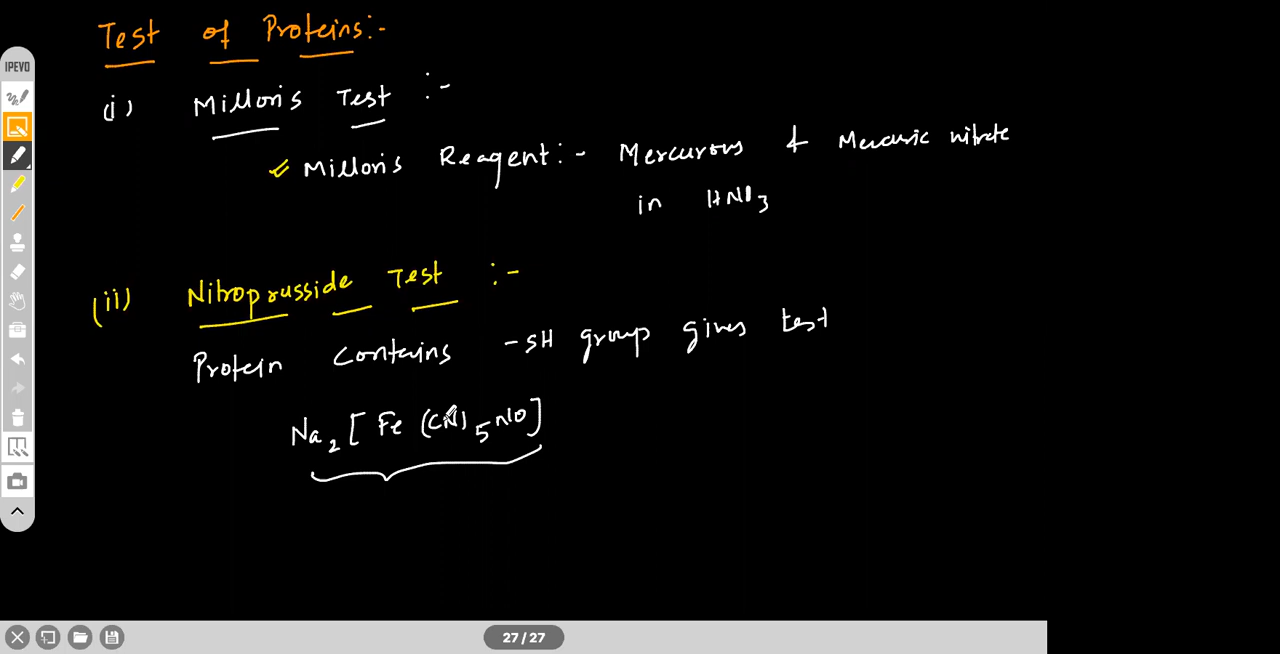 Test of Proteins:-
IPEVO
(i) Millon's Test :-
Millon's Reagent:- Mercurous & Mercuric nitrate
in HNO3
(ii) Nitroprusside Test :-
Protein contains -SH group gives test
Na2[Fe(CN)5NO]
27/27